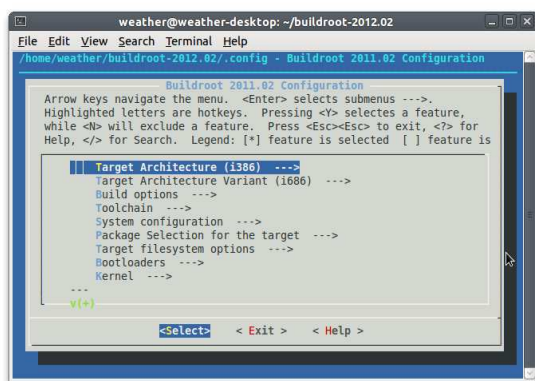 weather@weather-desktop: ~/buildroot-2012.02
File Edit View Search Terminal Help
/home/weather/buildroot-2012.02/.config - Buildroot 2011.02 Configuration
Buildroot 2011.02 Configuration
Arrow keys navigate the menu. <Enter> selects submenus --->.
Highlighted letters are hotkeys. Pressing <Y> selectes a feature,
while <N> will exclude a feature. Press <Esc><Esc> to exit, <?> for
Help, </> for Search. Legend: [*] feature is selected [ ] feature is
Target Architecture (i386) --->
Target Architecture Variant (i686) --->
Build options --->
Toolchain --->
System configuration --->
Package Selection for the target --->
Target filesystem options --->
Bootloaders --->
Kernel --->
---
v(+)
<Select> < Exit > < Help >